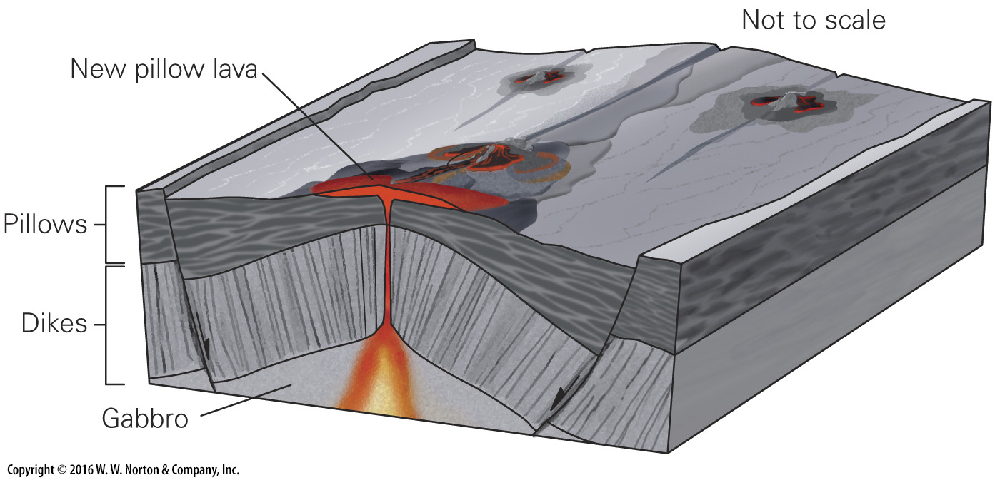 Not to scale
New pillow lava
Pillows
Dikes
Gabbro
Copyright © 2016 W. W. Norton & Company, Inc.